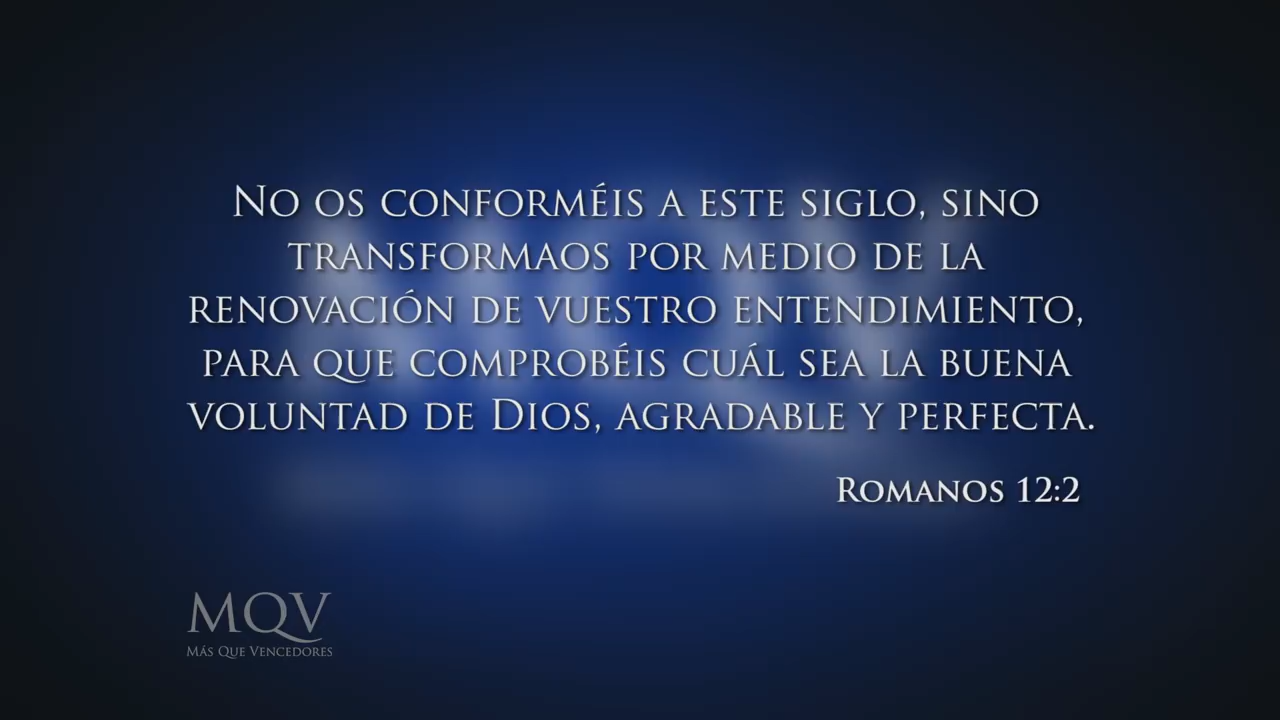 No os conforméis a este siglo, sino
transformaos por medio de la
renovación de vuestro entendimiento,
para que comprobéis cuál sea la buena
voluntad de Dios, agradable y perfecta.
Romanos 12:2
MQV
Más Que Vencedores